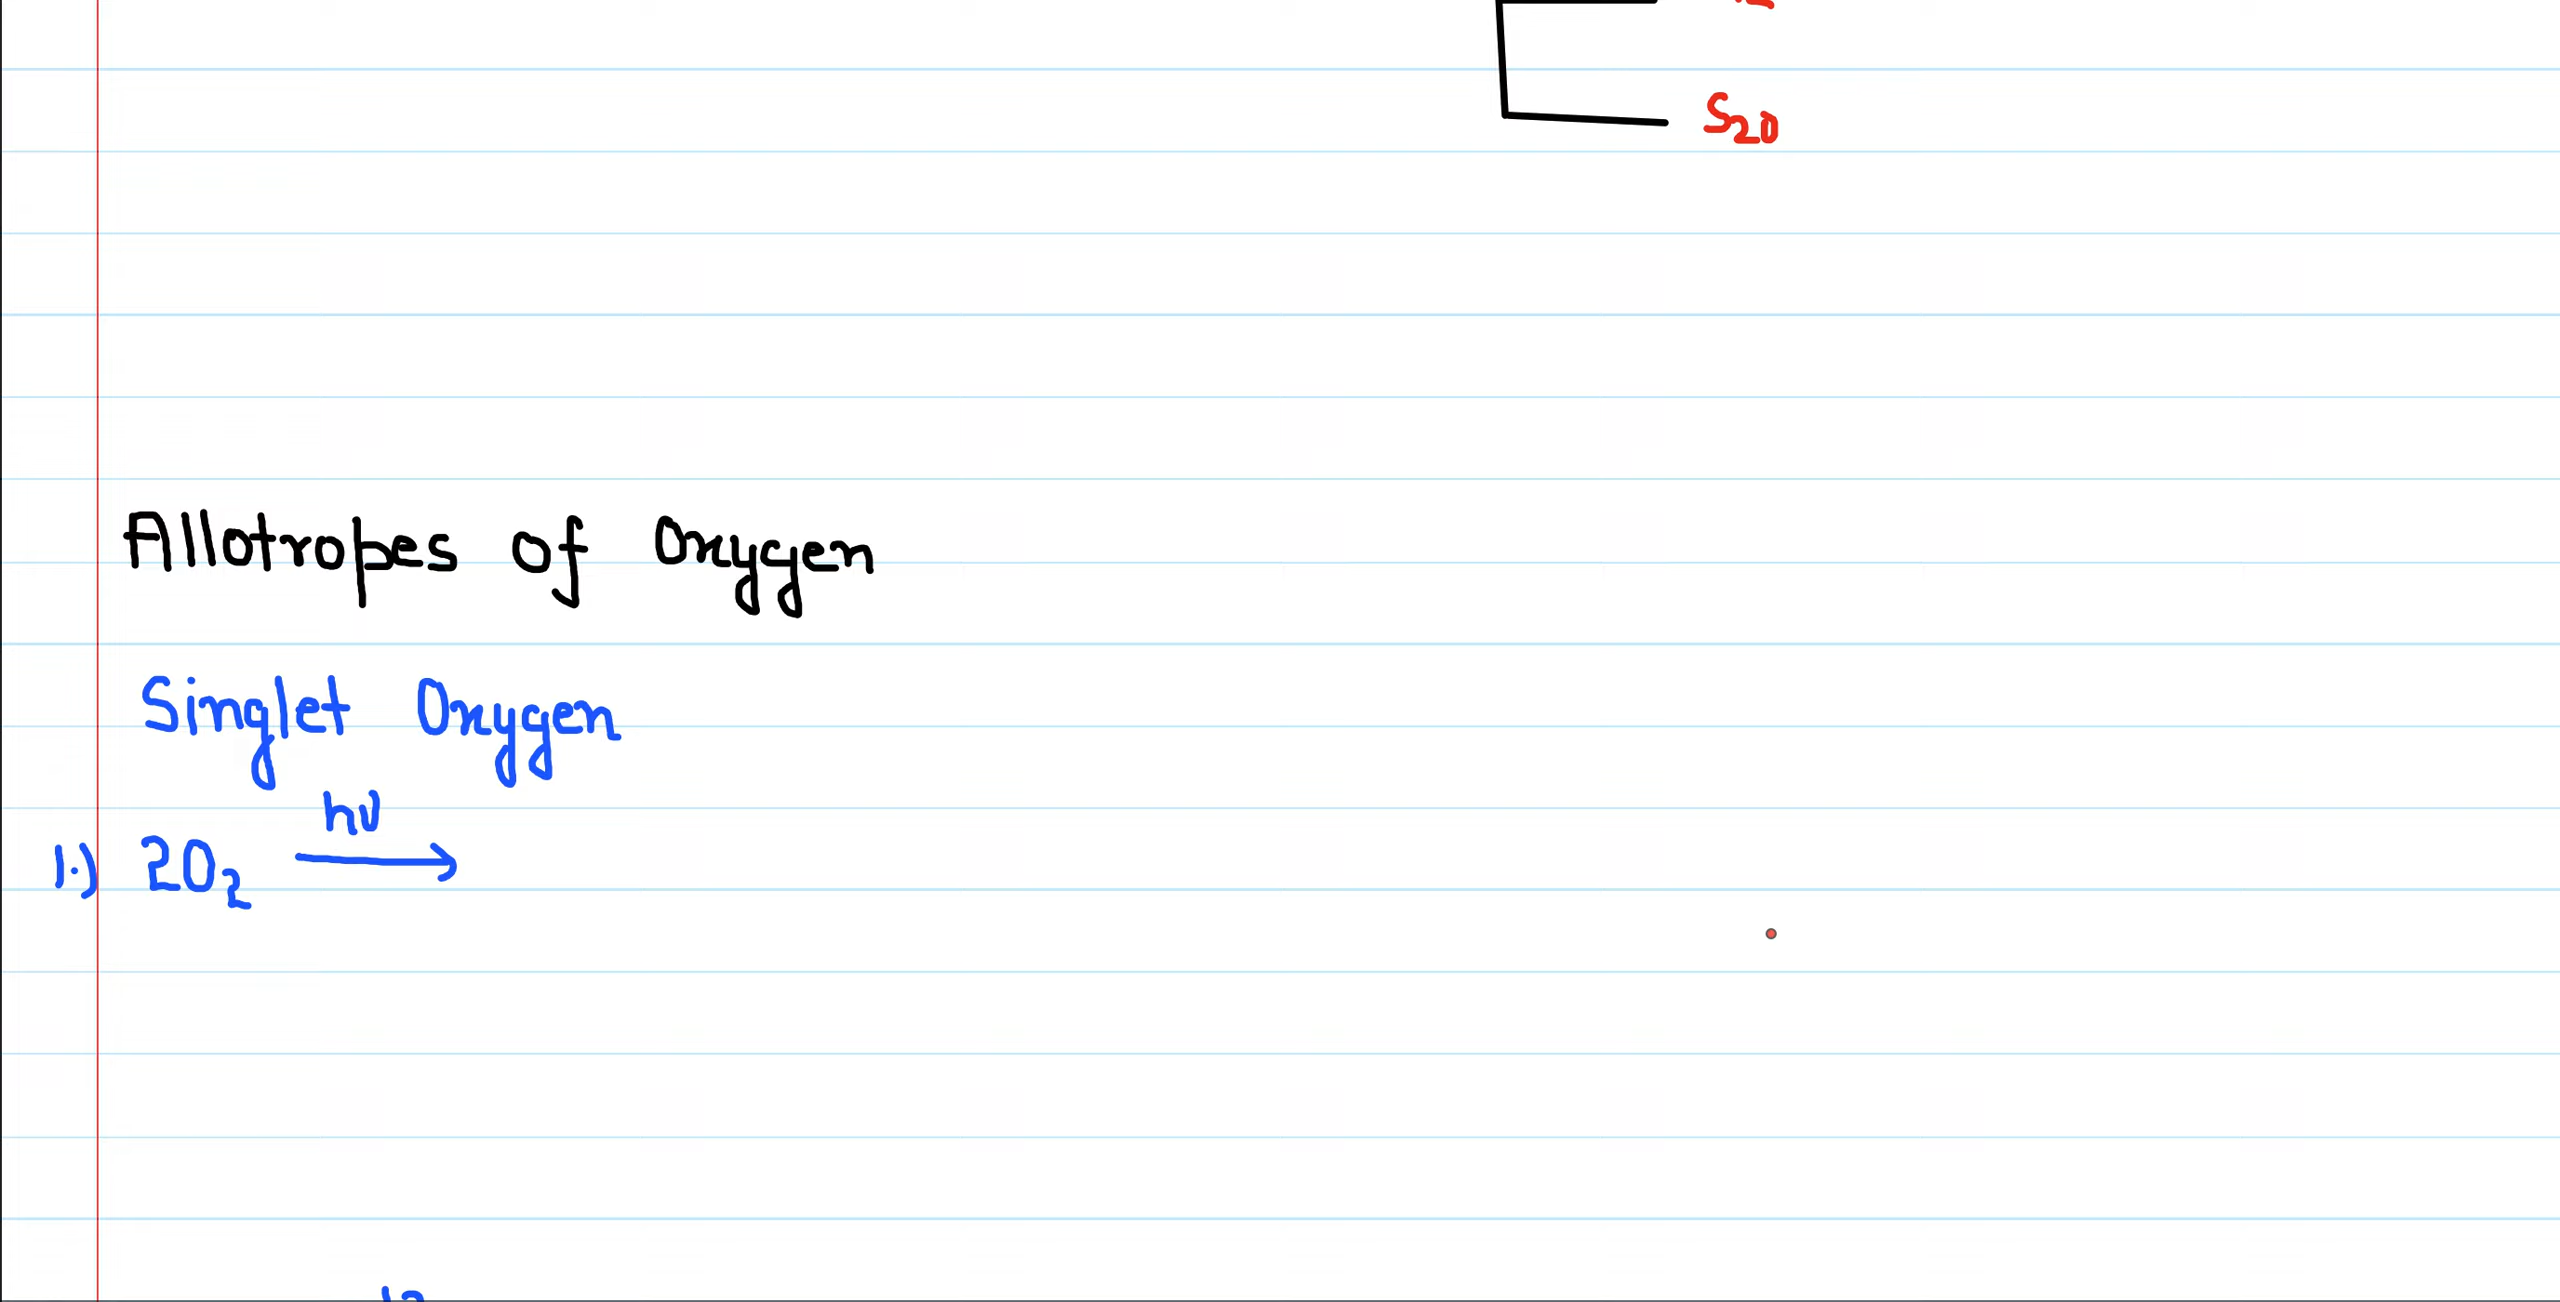 S₂₀
Allotropes of Oxygen
Singlet Oxygen
hν
1.) 2O₂ ⟶